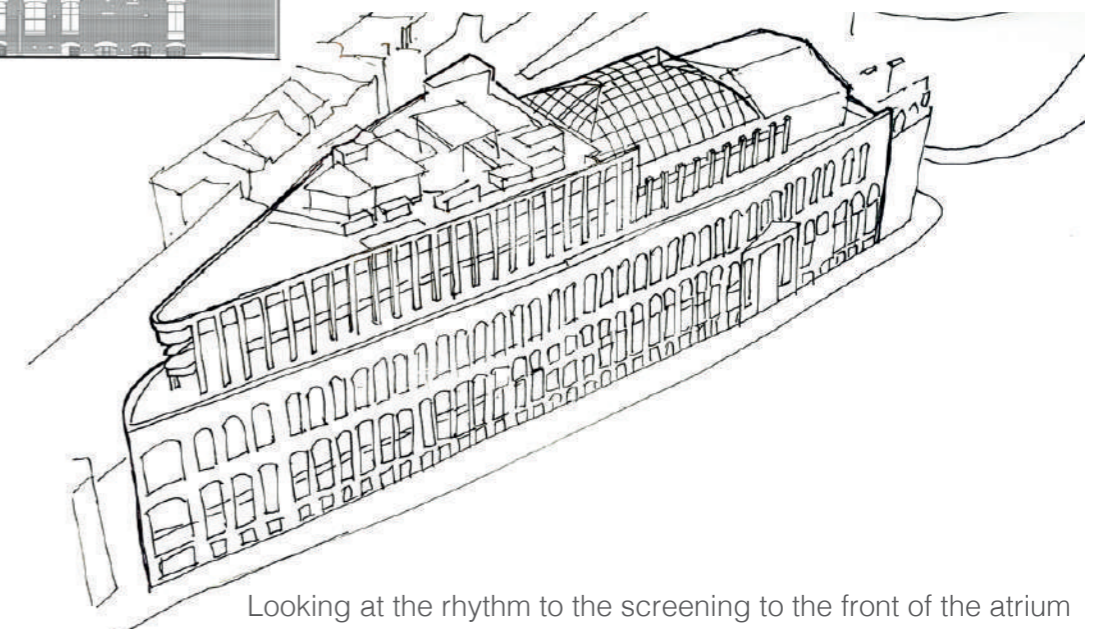 Looking at the rhythm to the screening to the front of the atrium